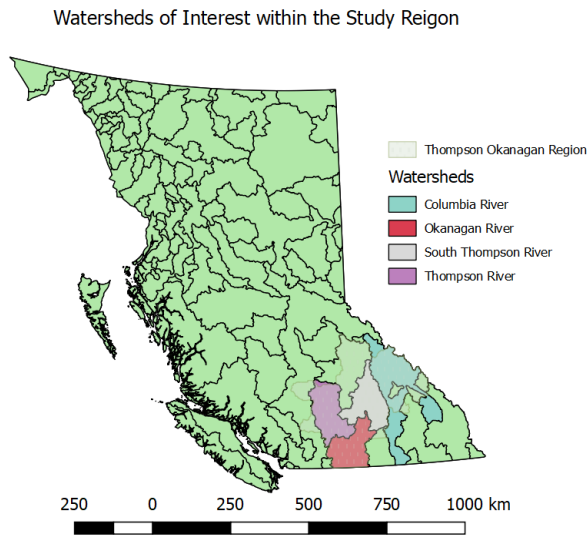 Watersheds of Interest within the Study Reigon
Thompson Okanagan Region
Watersheds
Columbia River
Okanagan River
South Thompson River
Thompson River
250 0 250 500 750 1000 km